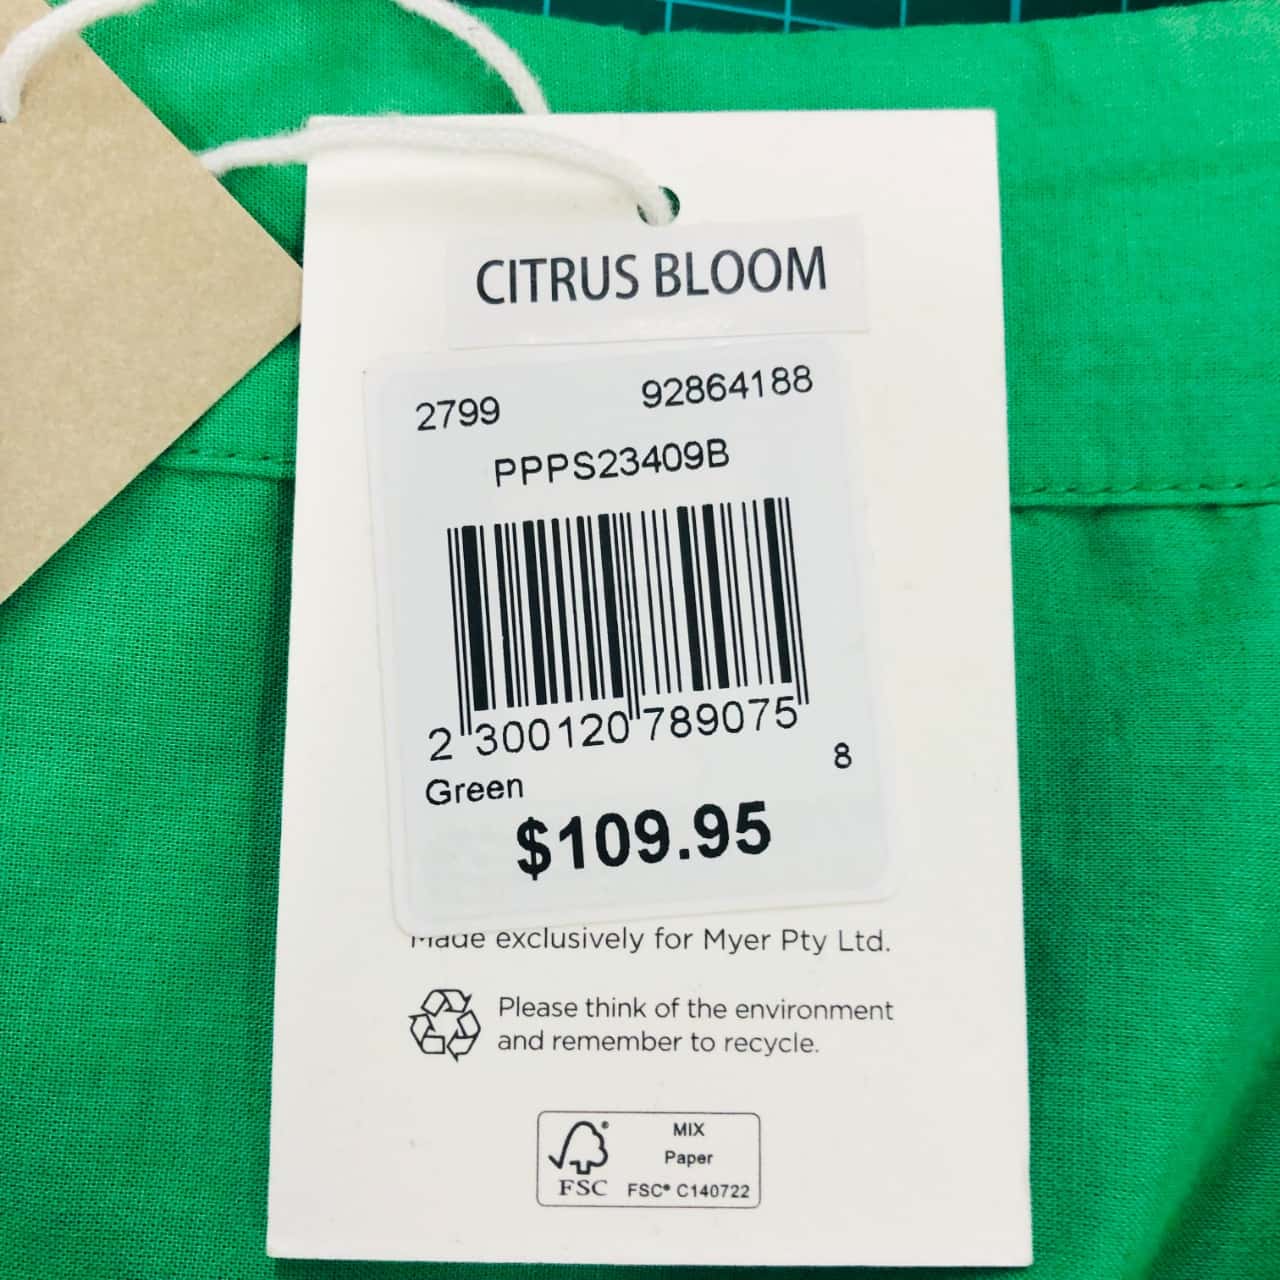 CITRUS BLOOM
2799 92864188
PPPS23409B
2 300120 789075
Green 8
$109.95
Made exclusively for Myer Pty Ltd.
Please think of the environment
and remember to recycle.
MIX
Paper
FSC FSC® C140722